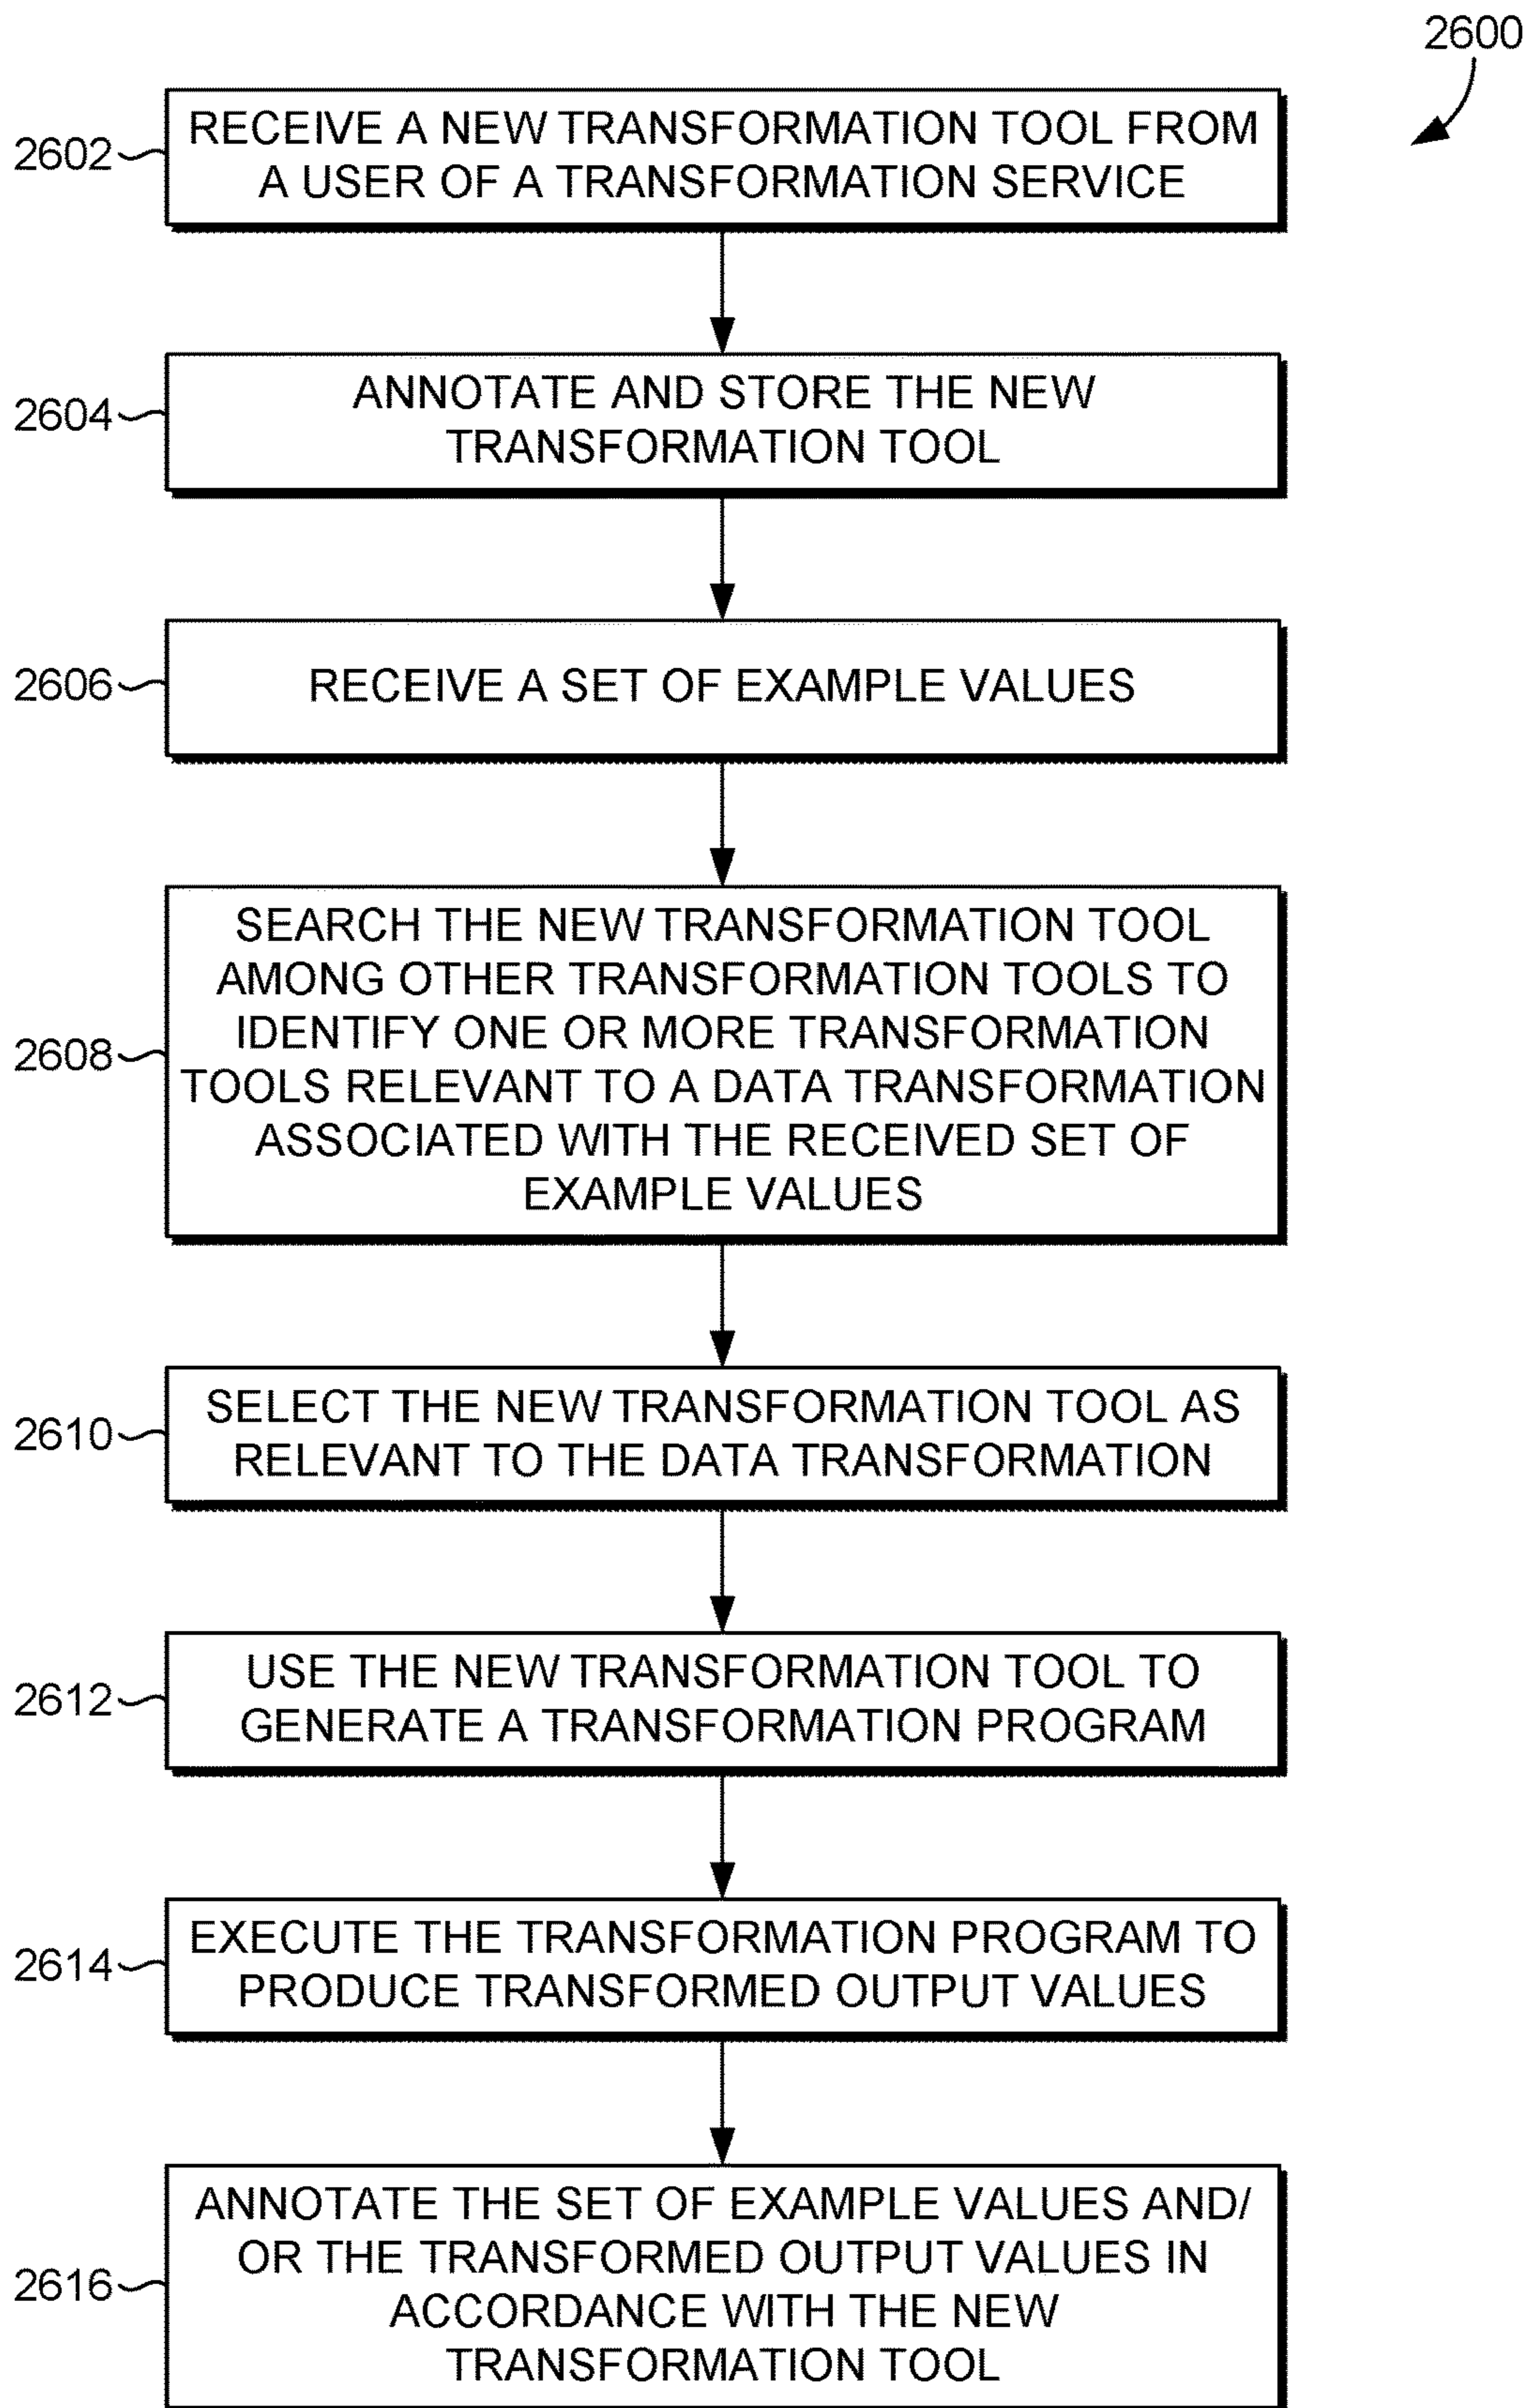 2600
2602
RECEIVE A NEW TRANSFORMATION TOOL FROM
A USER OF A TRANSFORMATION SERVICE
2604
ANNOTATE AND STORE THE NEW
TRANSFORMATION TOOL
2606
RECEIVE A SET OF EXAMPLE VALUES
2608
SEARCH THE NEW TRANSFORMATION TOOL
AMONG OTHER TRANSFORMATION TOOLS TO
IDENTIFY ONE OR MORE TRANSFORMATION
TOOLS RELEVANT TO A DATA TRANSFORMATION
ASSOCIATED WITH THE RECEIVED SET OF
EXAMPLE VALUES
2610
SELECT THE NEW TRANSFORMATION TOOL AS
RELEVANT TO THE DATA TRANSFORMATION
2612
USE THE NEW TRANSFORMATION TOOL TO
GENERATE A TRANSFORMATION PROGRAM
2614
EXECUTE THE TRANSFORMATION PROGRAM TO
PRODUCE TRANSFORMED OUTPUT VALUES
2616
ANNOTATE THE SET OF EXAMPLE VALUES AND/
OR THE TRANSFORMED OUTPUT VALUES IN
ACCORDANCE WITH THE NEW
TRANSFORMATION TOOL